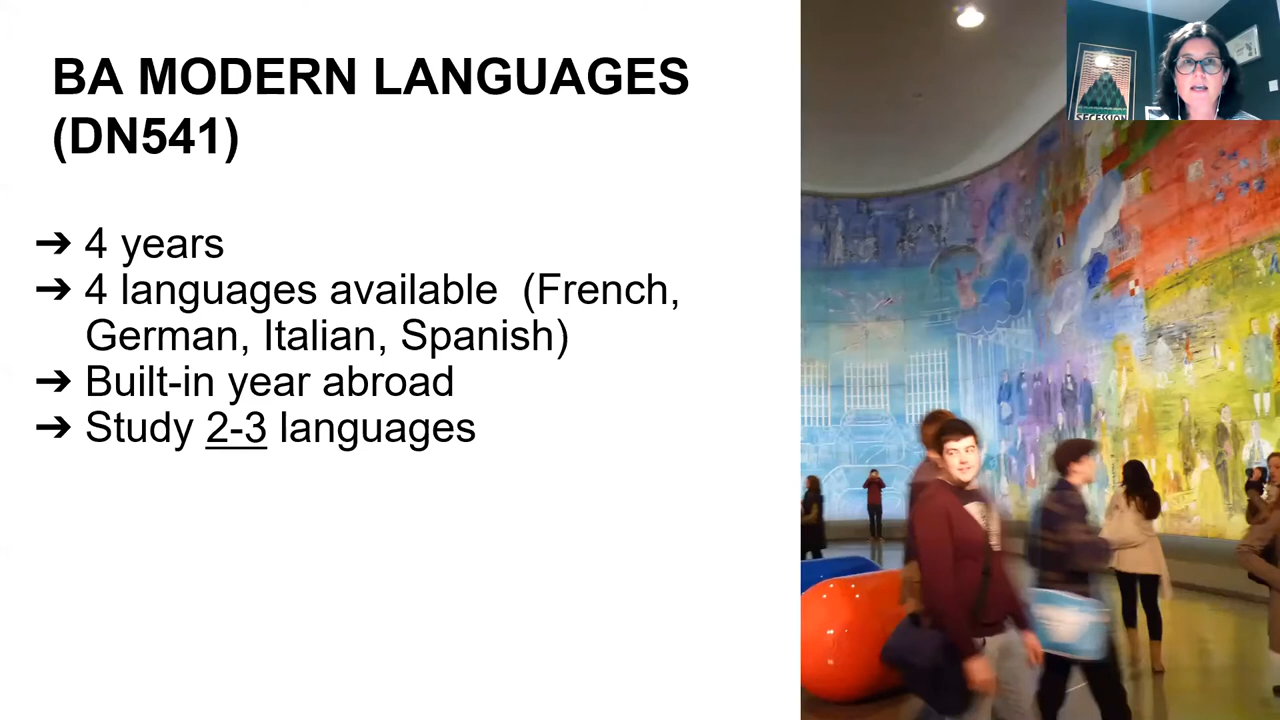 BA MODERN LANGUAGES
(DN541)
➔ 4 years
➔ 4 languages available (French,
German, Italian, Spanish)
➔ Built-in year abroad
➔ Study 2-3 languages
SECESSION